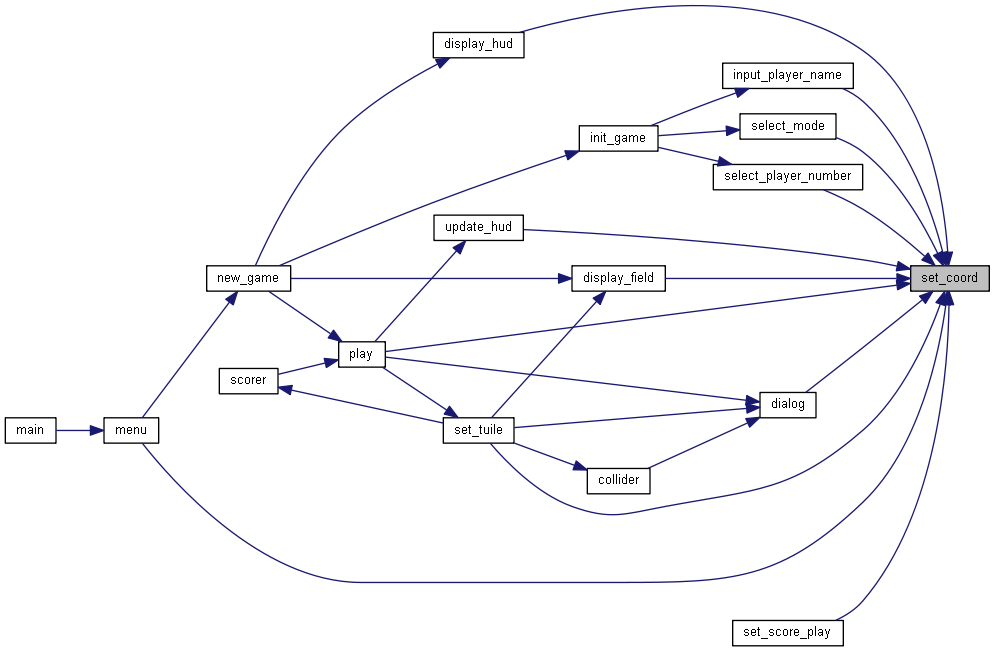 display_hud
input_player_name
select_mode
init_game
select_player_number
update_hud
new_game
display_field
set_coord
play
scorer
dialog
main
menu
set_tuile
collider
set_score_play